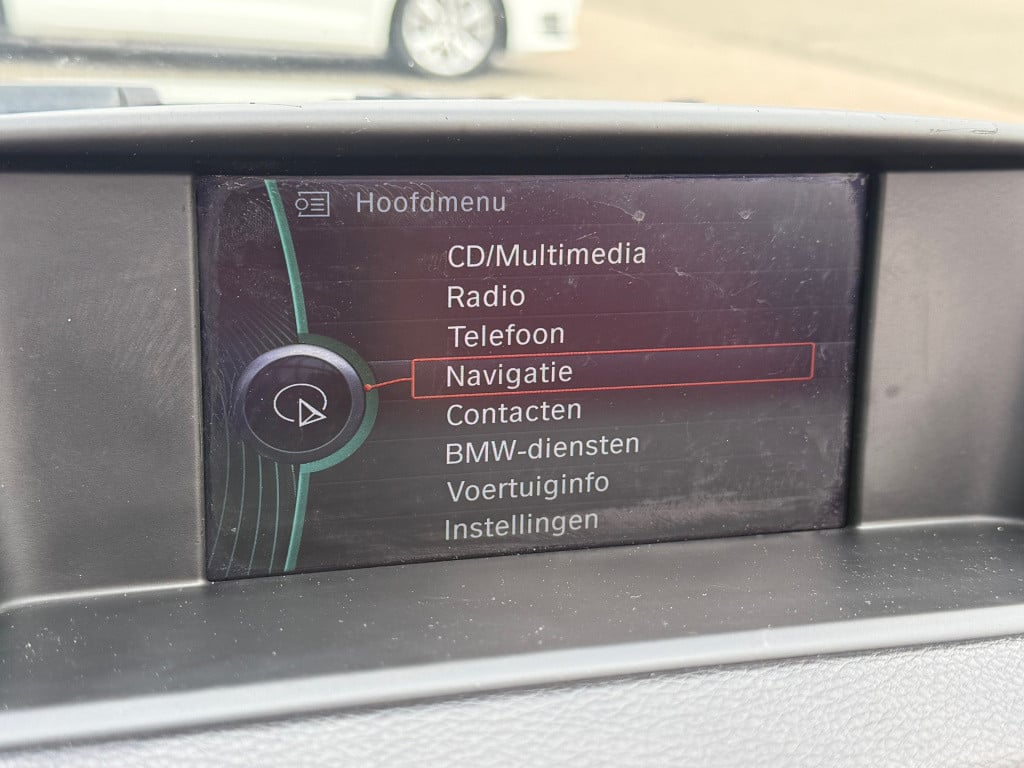 Hoofdmenu
CD/Multimedia
Radio
Telefoon
Navigatie
Contacten
BMW-diensten
Voertuiginfo
Instellingen